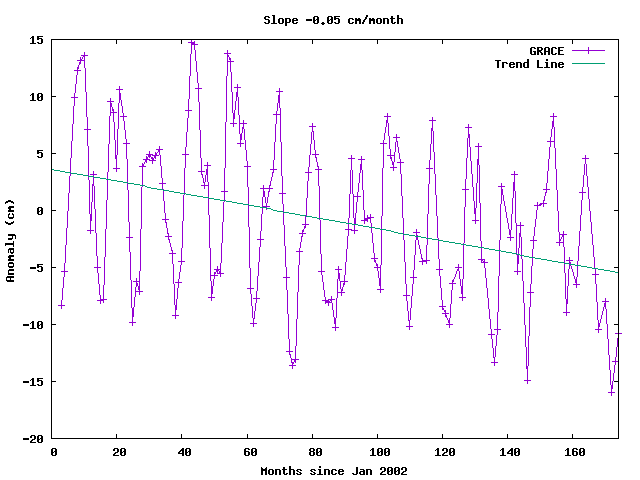 Slope -0.05 cm/month
GRACE
Trend Line
15
10
5
0
-5
-10
-15
-20
Anomaly (cm)
0 20 40 60 80 100 120 140 160
Months since Jan 2002